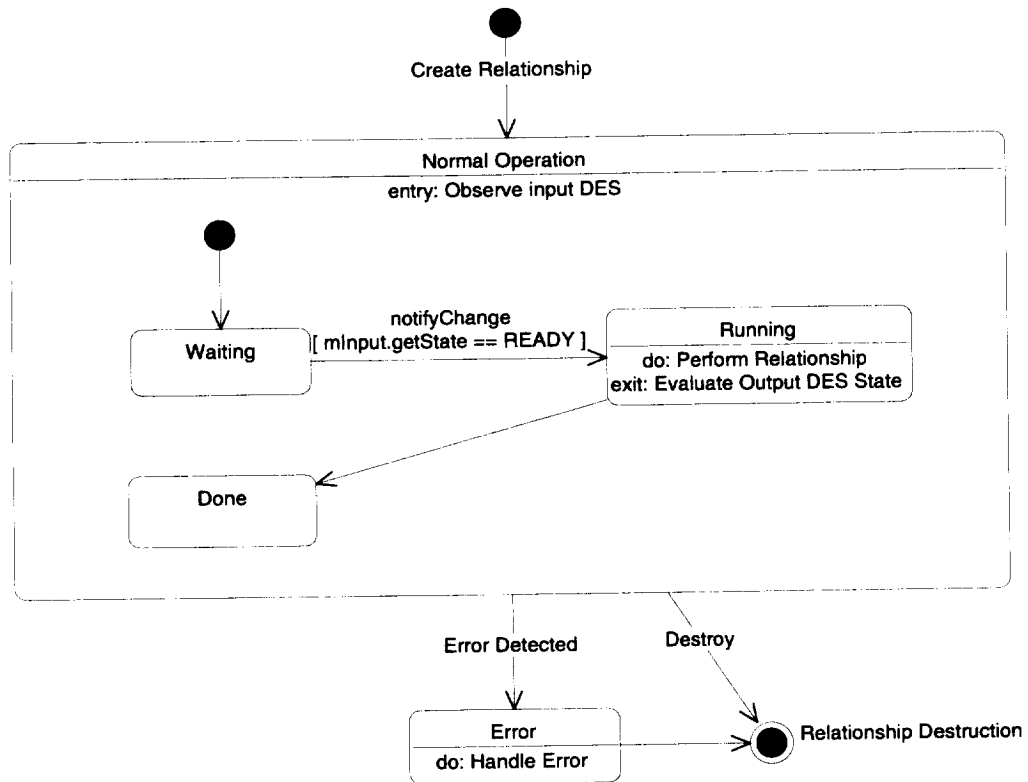 Create Relationship
Normal Operation
entry: Observe input DES
notifyChange
[ mInput.getState == READY ]
Waiting
Running
do: Perform Relationship
exit: Evaluate Output DES State
Done
Error Detected
Destroy
Error
do: Handle Error
Relationship Destruction